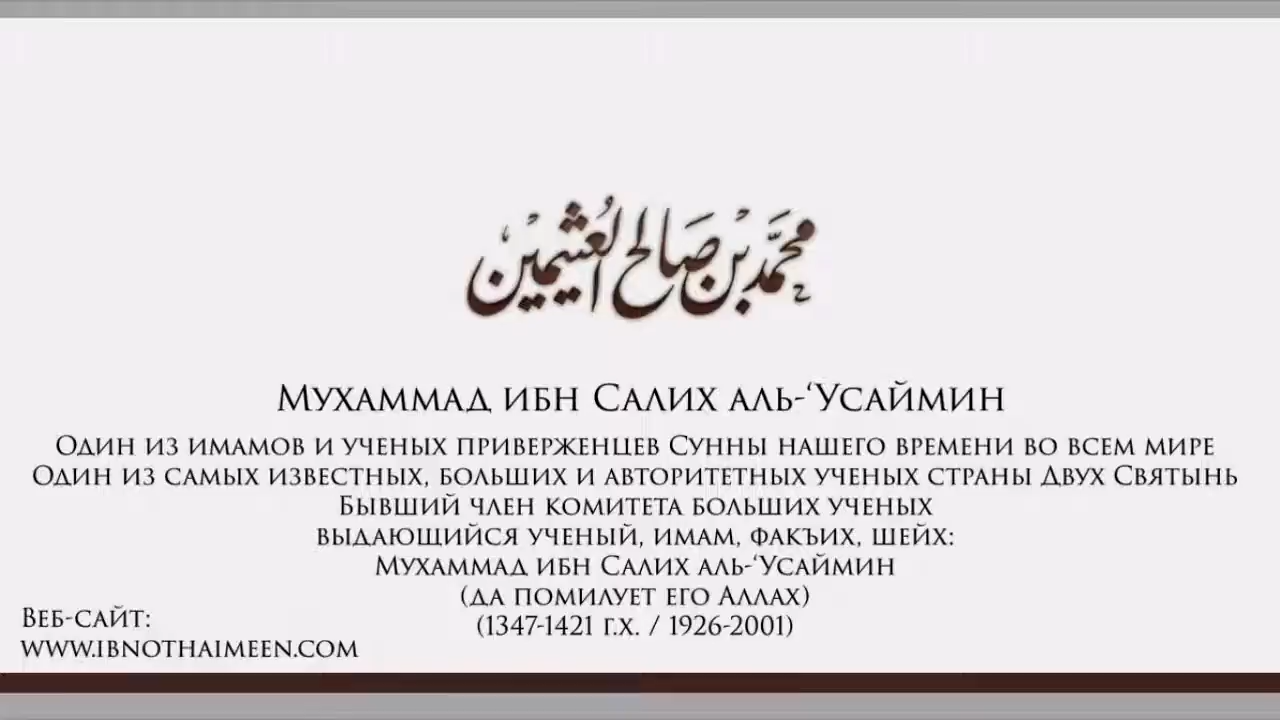 محمد بن صالح العثيمين
Мухаммад ибн Салих аль-‘Усаймин
Один из имамов и ученых приверженцев Сунны нашего времени во всем мире
Один из самых известных, больших и авторитетных ученых страны Двух Святынь
Бывший член комитета больших ученых
выдающийся ученый, имам, факъих, шейх:
Мухаммад ибн Салих аль-‘Усаймин
(да помилует его Аллах)
(1347-1421 г.х. / 1926-2001)
Веб-сайт:
www.ibnothaimeen.com